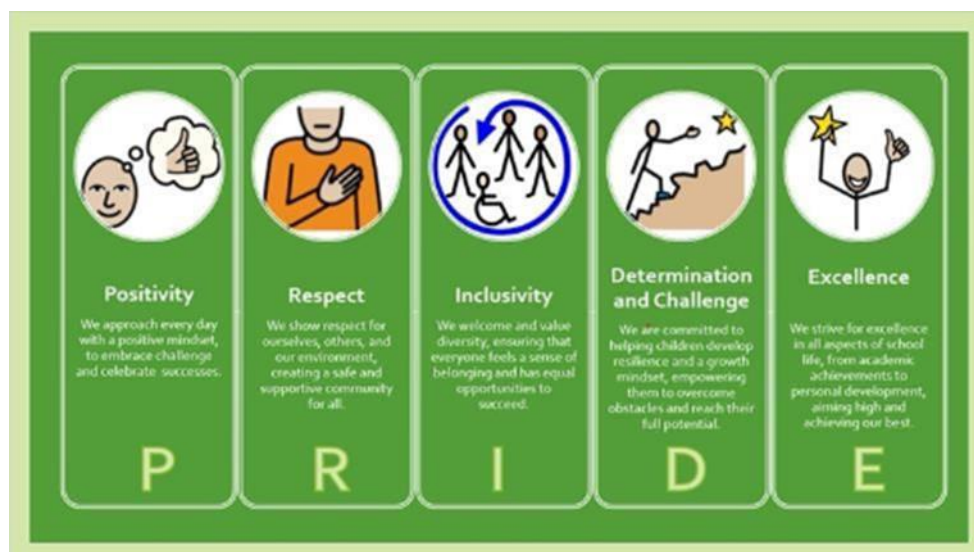 Positivity
We approach every day
with a positive mindset,
to embrace challenge
and celebrate successes.
P
Respect
We show respect for
ourselves, others, and
our environment,
creating a safe and
supportive community
for all.
R
Inclusivity
We welcome and value
diversity, ensuring that
everyone feels a sense of
belonging and has equal
opportunities to
succeed.
I
Determination
and Challenge
We are committed to
helping children develop
resilience and a growth
mindset, empowering
them to overcome
obstacles and reach their
full potential.
D
Excellence
We strive for excellence
in all aspects of school
life, from academic
achievements to
personal development,
aiming high and
achieving our best.
E